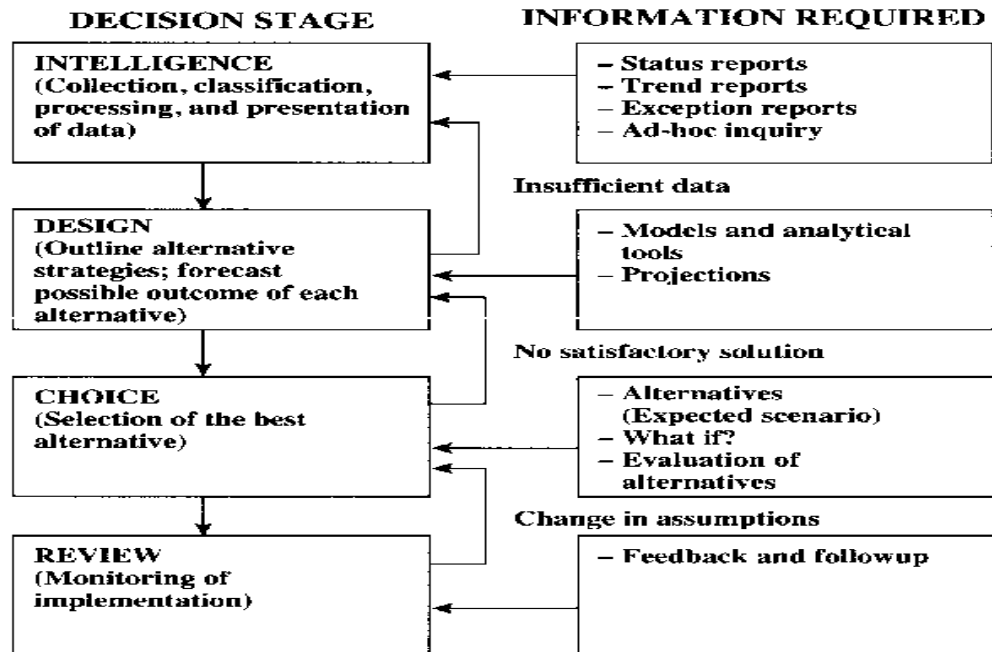 DECISION STAGE
INFORMATION REQUIRED
INTELLIGENCE
(Collection, classification,
processing, and presentation
of data)
– Status reports
– Trend reports
– Exception reports
– Ad-hoc inquiry
Insufficient data
DESIGN
(Outline alternative
strategies; forecast
possible outcome of each
alternative)
– Models and analytical
tools
– Projections
No satisfactory solution
CHOICE
(Selection of the best
alternative)
– Alternatives
(Expected scenario)
– What if?
– Evaluation of
alternatives
Change in assumptions
REVIEW
(Monitoring of
implementation)
– Feedback and followup